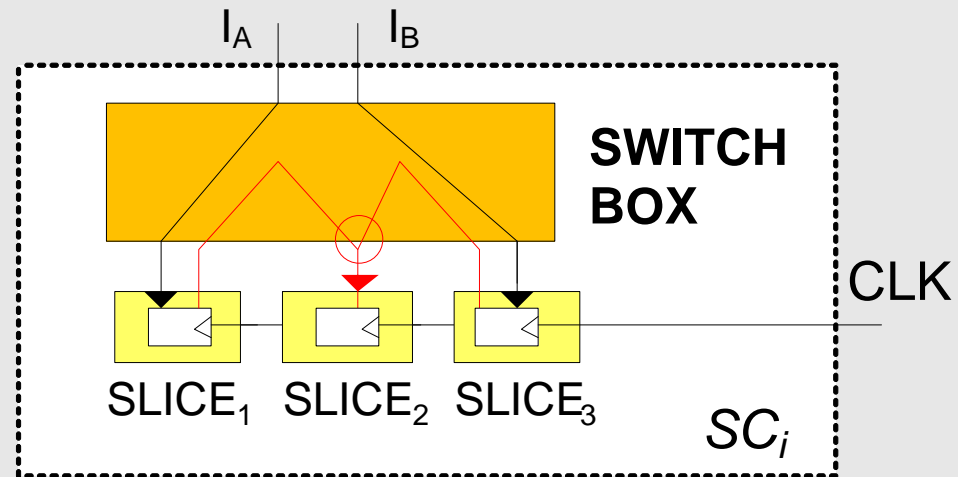 I_A I_B
SWITCH
BOX
CLK
SLICE_1 SLICE_2 SLICE_3
SC_i